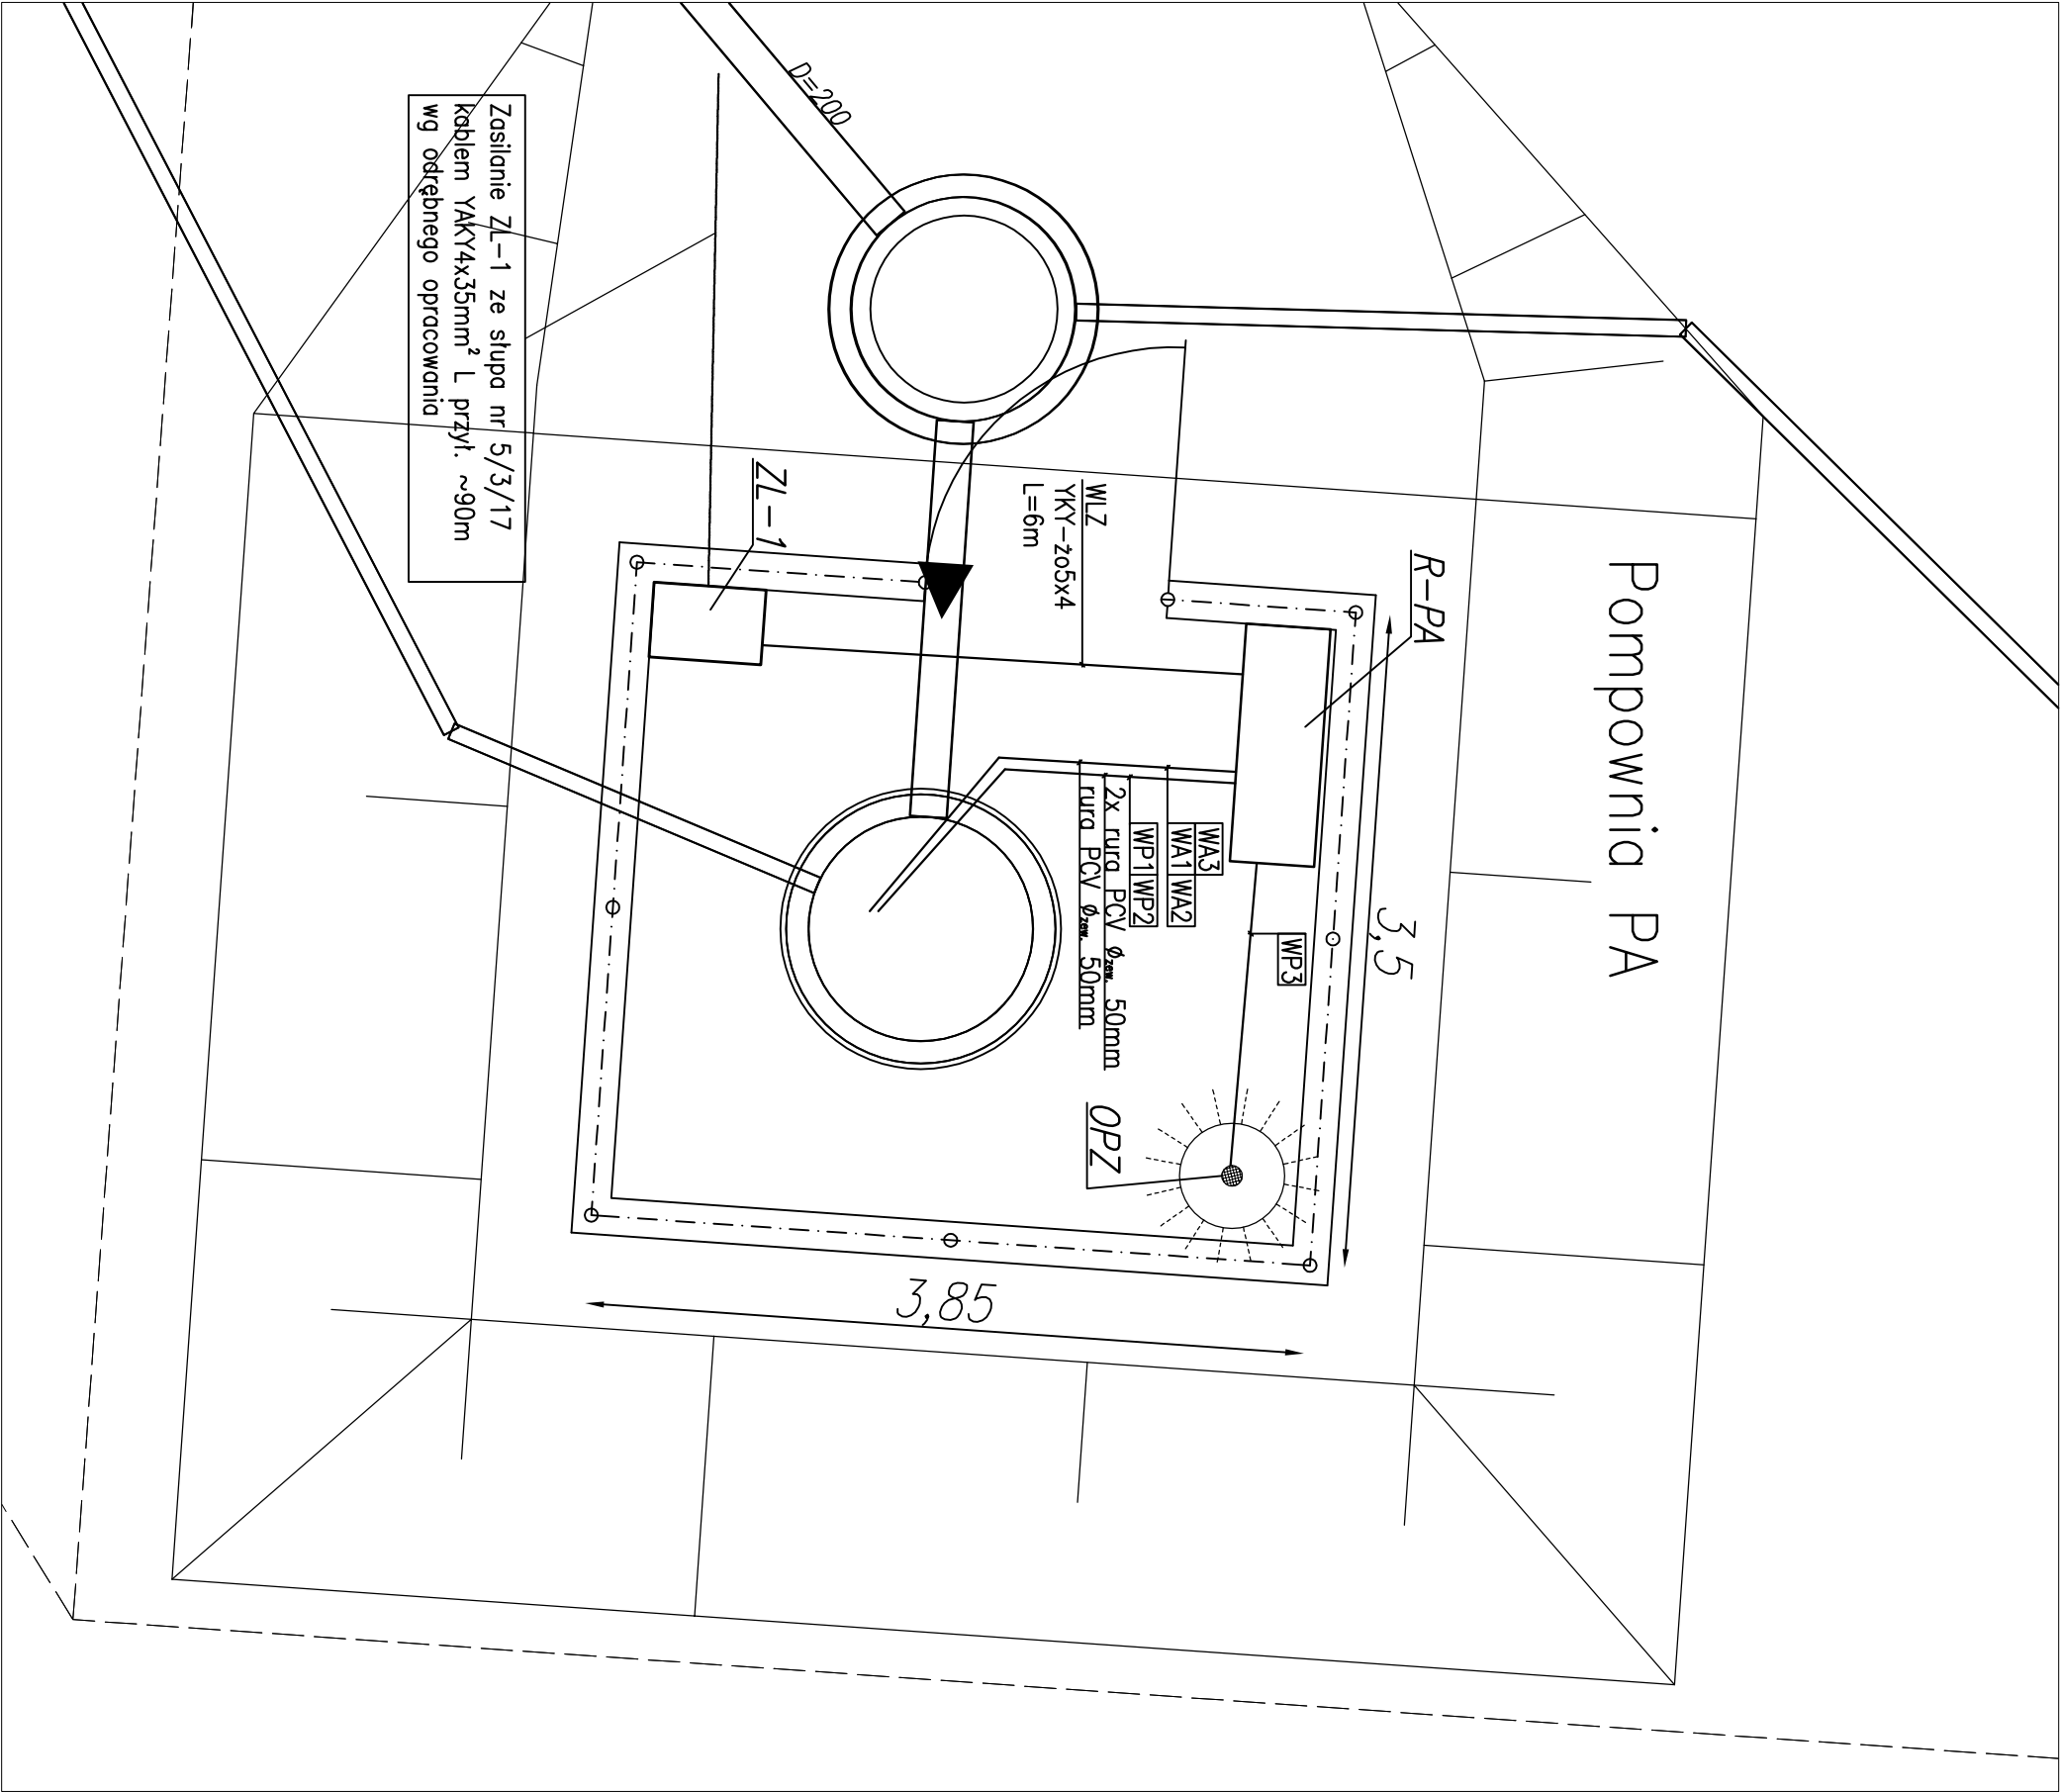 Pompownia PA
R-PA
3,5
WLZ
YKY-żo5x4
L=6m
WA3
WA1 WA2
WP1 WP2
2x rura PCV Øzew. 50mm
rura PCV Øzew. 50mm
WP3
OPZ
ZL-1
D=200
Zasilanie ZL-1 ze słupa nr 5/3/17
kablem YAKY4x35mm² L przył. ~90m
wg odrębnego opracowania
3,85